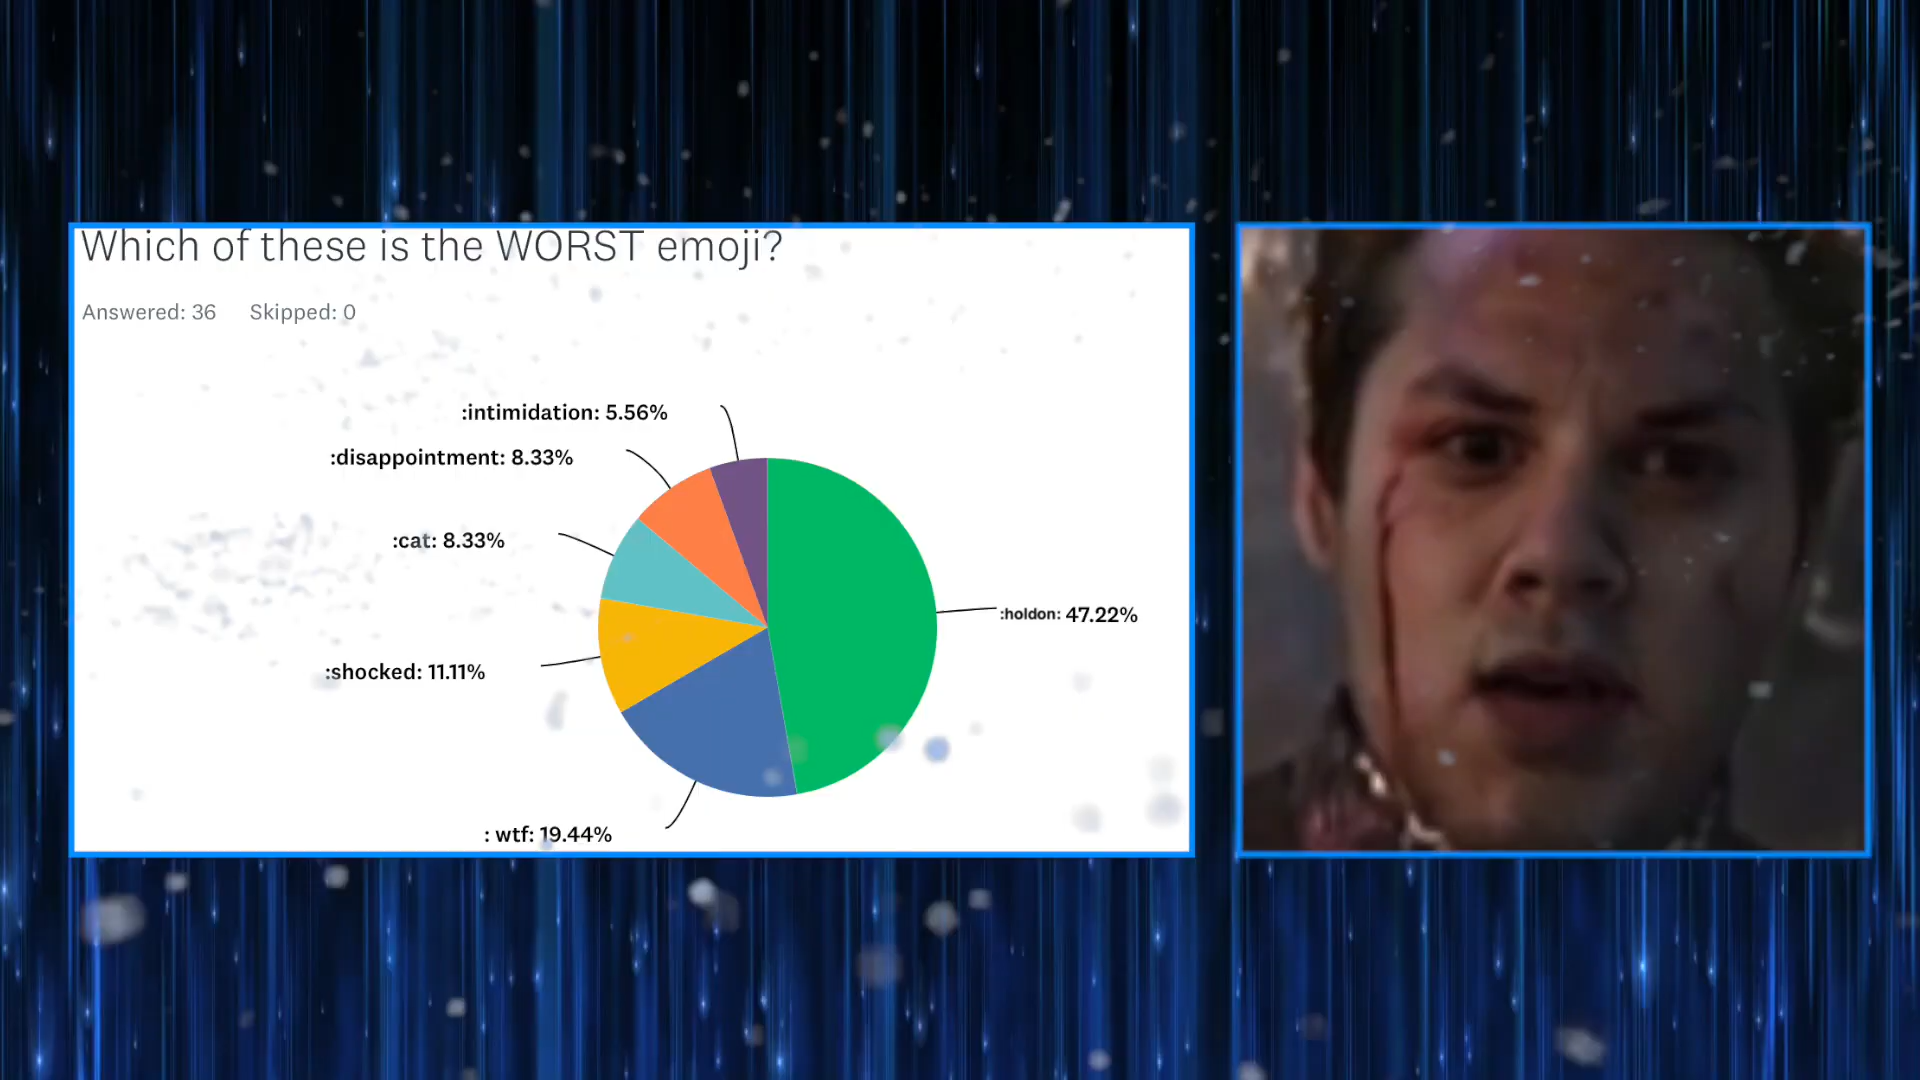 Which of these is the WORST emoji?
Answered: 36 Skipped: 0
:intimidation: 5.56%
:disappointment: 8.33%
:cat: 8.33%
:holdon: 47.22%
:shocked: 11.11%
: wtf: 19.44%